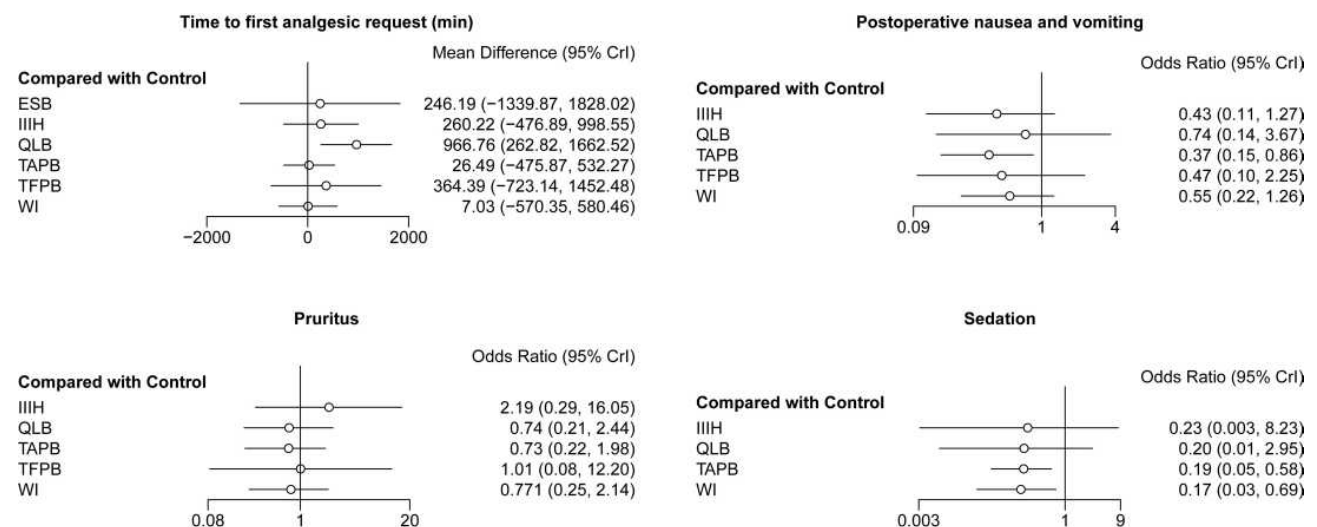 Time to first analgesic request (min)
Mean Difference (95% CrI)
Compared with Control
ESB 246.19 (−1339.87, 1828.02)
IIIH 260.22 (−476.89, 998.55)
QLB 966.76 (262.82, 1662.52)
TAPB 26.49 (−475.87, 532.27)
TFPB 364.39 (−723.14, 1452.48)
WI 7.03 (−570.35, 580.46)
−2000 0 2000
Postoperative nausea and vomiting
Odds Ratio (95% CrI)
Compared with Control
IIIH 0.43 (0.11, 1.27)
QLB 0.74 (0.14, 3.67)
TAPB 0.37 (0.15, 0.86)
TFPB 0.47 (0.10, 2.25)
WI 0.55 (0.22, 1.26)
0.09 1 4
Pruritus
Odds Ratio (95% CrI)
Compared with Control
IIIH 2.19 (0.29, 16.05)
QLB 0.74 (0.21, 2.44)
TAPB 0.73 (0.22, 1.98)
TFPB 1.01 (0.08, 12.20)
WI 0.771 (0.25, 2.14)
0.08 1 20
Sedation
Odds Ratio (95% CrI)
Compared with Control
IIIH 0.23 (0.003, 8.23)
QLB 0.20 (0.01, 2.95)
TAPB 0.19 (0.05, 0.58)
WI 0.17 (0.03, 0.69)
0.003 1 9